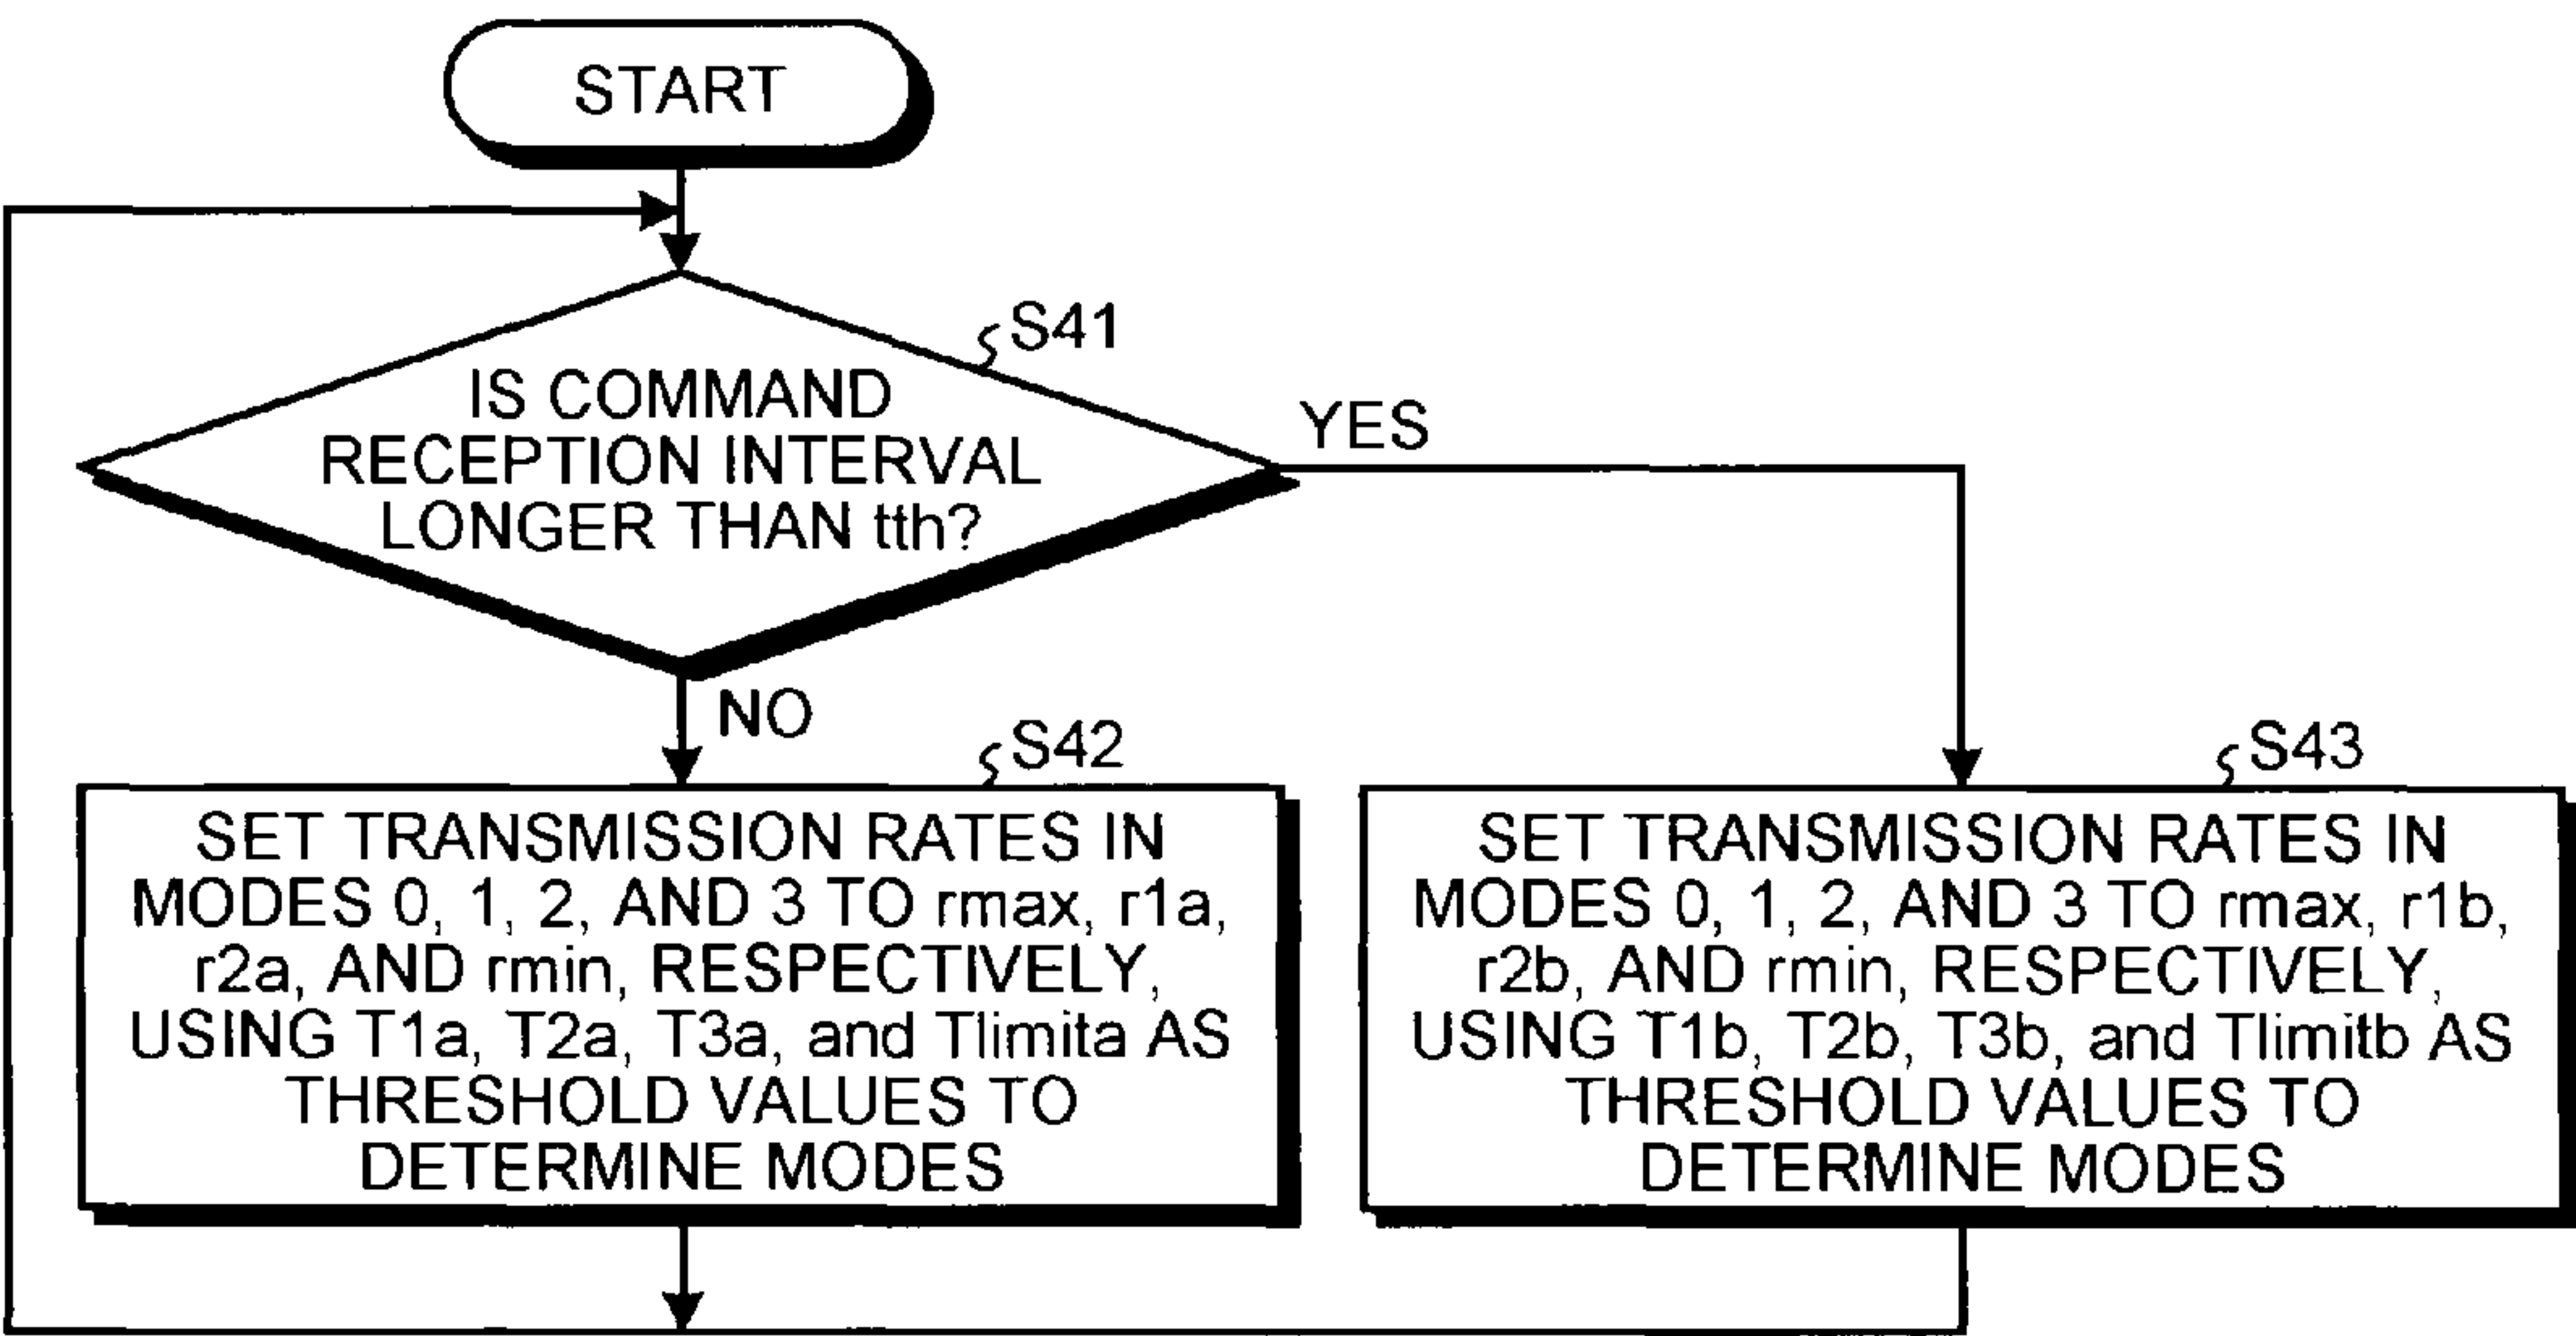 START
S41
IS COMMAND
RECEPTION INTERVAL
LONGER THAN tth?
YES
NO
S42
SET TRANSMISSION RATES IN
MODES 0, 1, 2, AND 3 TO rmax, r1a,
r2a, AND rmin, RESPECTIVELY,
USING T1a, T2a, T3a, and Tlimita AS
THRESHOLD VALUES TO
DETERMINE MODES
S43
SET TRANSMISSION RATES IN
MODES 0, 1, 2, AND 3 TO rmax, r1b,
r2b, AND rmin, RESPECTIVELY,
USING T1b, T2b, T3b, and Tlimitb AS
THRESHOLD VALUES TO
DETERMINE MODES